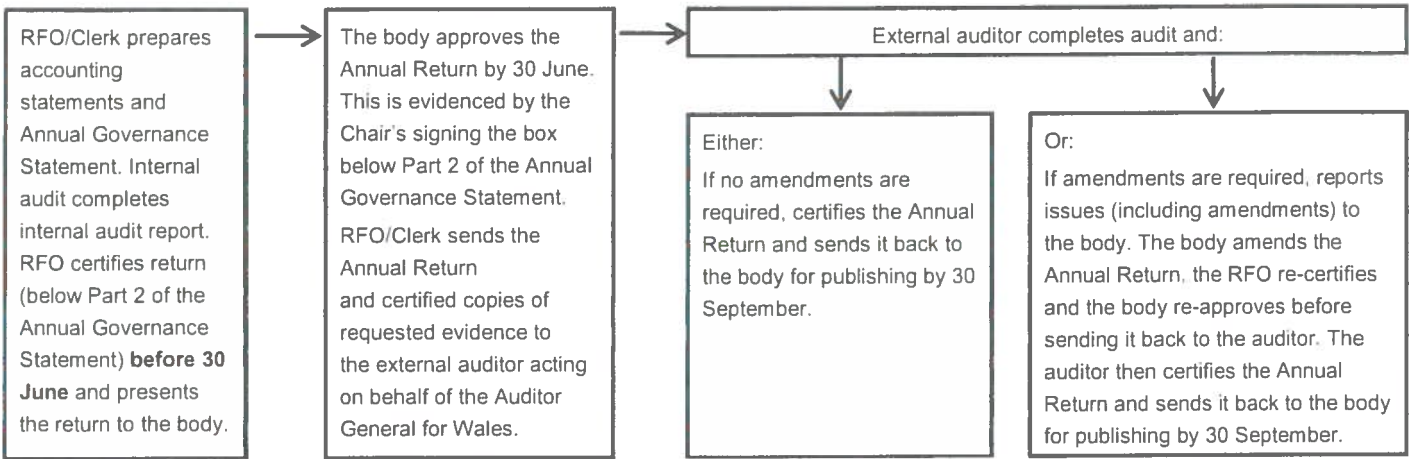 RFO/Clerk prepares
accounting
statements and
Annual Governance
Statement. Internal
audit completes
internal audit report.
RFO certifies return
(below Part 2 of the
Annual Governance
Statement) before 30
June and presents
the return to the body.
The body approves the
Annual Return by 30 June.
This is evidenced by the
Chair's signing the box
below Part 2 of the Annual
Governance Statement.
RFO/Clerk sends the
Annual Return
and certified copies of
requested evidence to
the external auditor acting
on behalf of the Auditor
General for Wales.
External auditor completes audit and:
Either:
If no amendments are
required, certifies the Annual
Return and sends it back to
the body for publishing by 30
September.
Or:
If amendments are required, reports
issues (including amendments) to
the body. The body amends the
Annual Return, the RFO re-certifies
and the body re-approves before
sending it back to the auditor. The
auditor then certifies the Annual
Return and sends it back to the body
for publishing by 30 September.